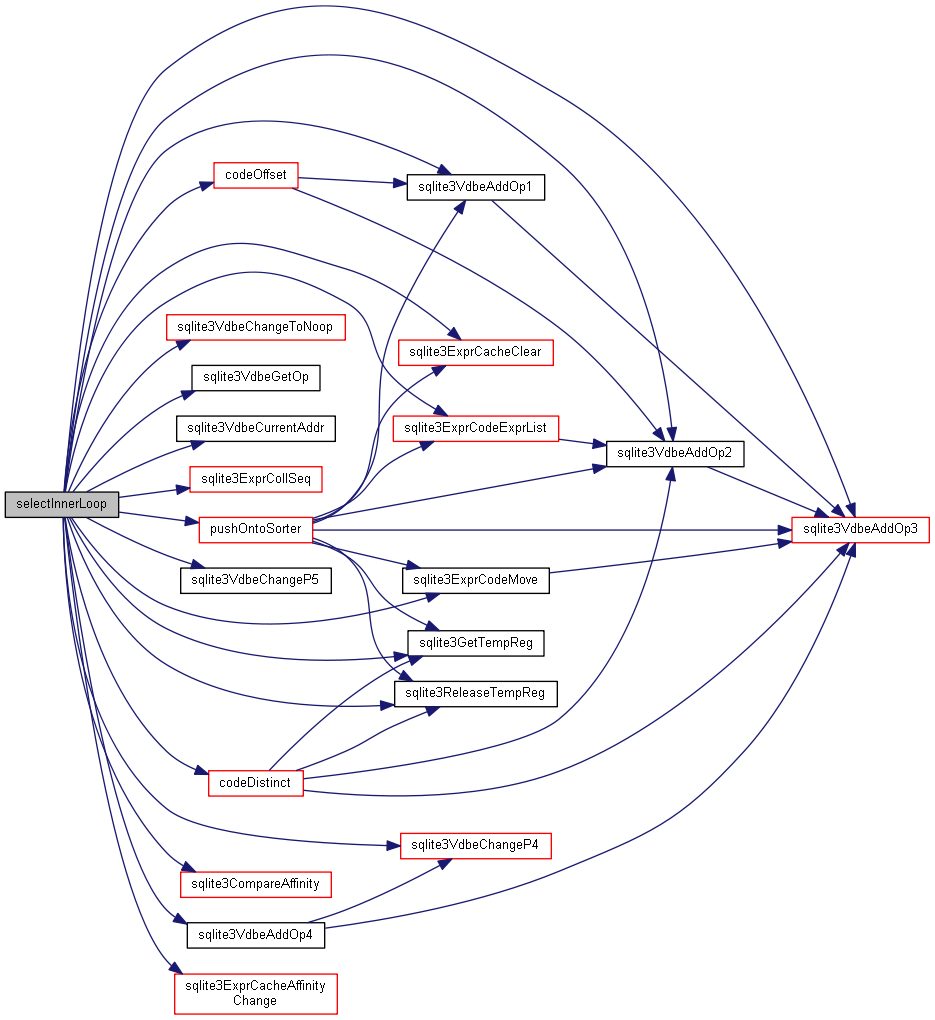 codeOffset
sqlite3VdbeAddOp1
sqlite3VdbeChangeToNoop
sqlite3ExprCacheClear
sqlite3VdbeGetOp
sqlite3VdbeCurrentAddr
sqlite3ExprCodeExprList
sqlite3VdbeAddOp2
sqlite3ExprCollSeq
selectInnerLoop
pushOntoSorter
sqlite3VdbeAddOp3
sqlite3VdbeChangeP5
sqlite3ExprCodeMove
sqlite3GetTempReg
sqlite3ReleaseTempReg
codeDistinct
sqlite3VdbeChangeP4
sqlite3CompareAffinity
sqlite3VdbeAddOp4
sqlite3ExprCacheAffinity
Change